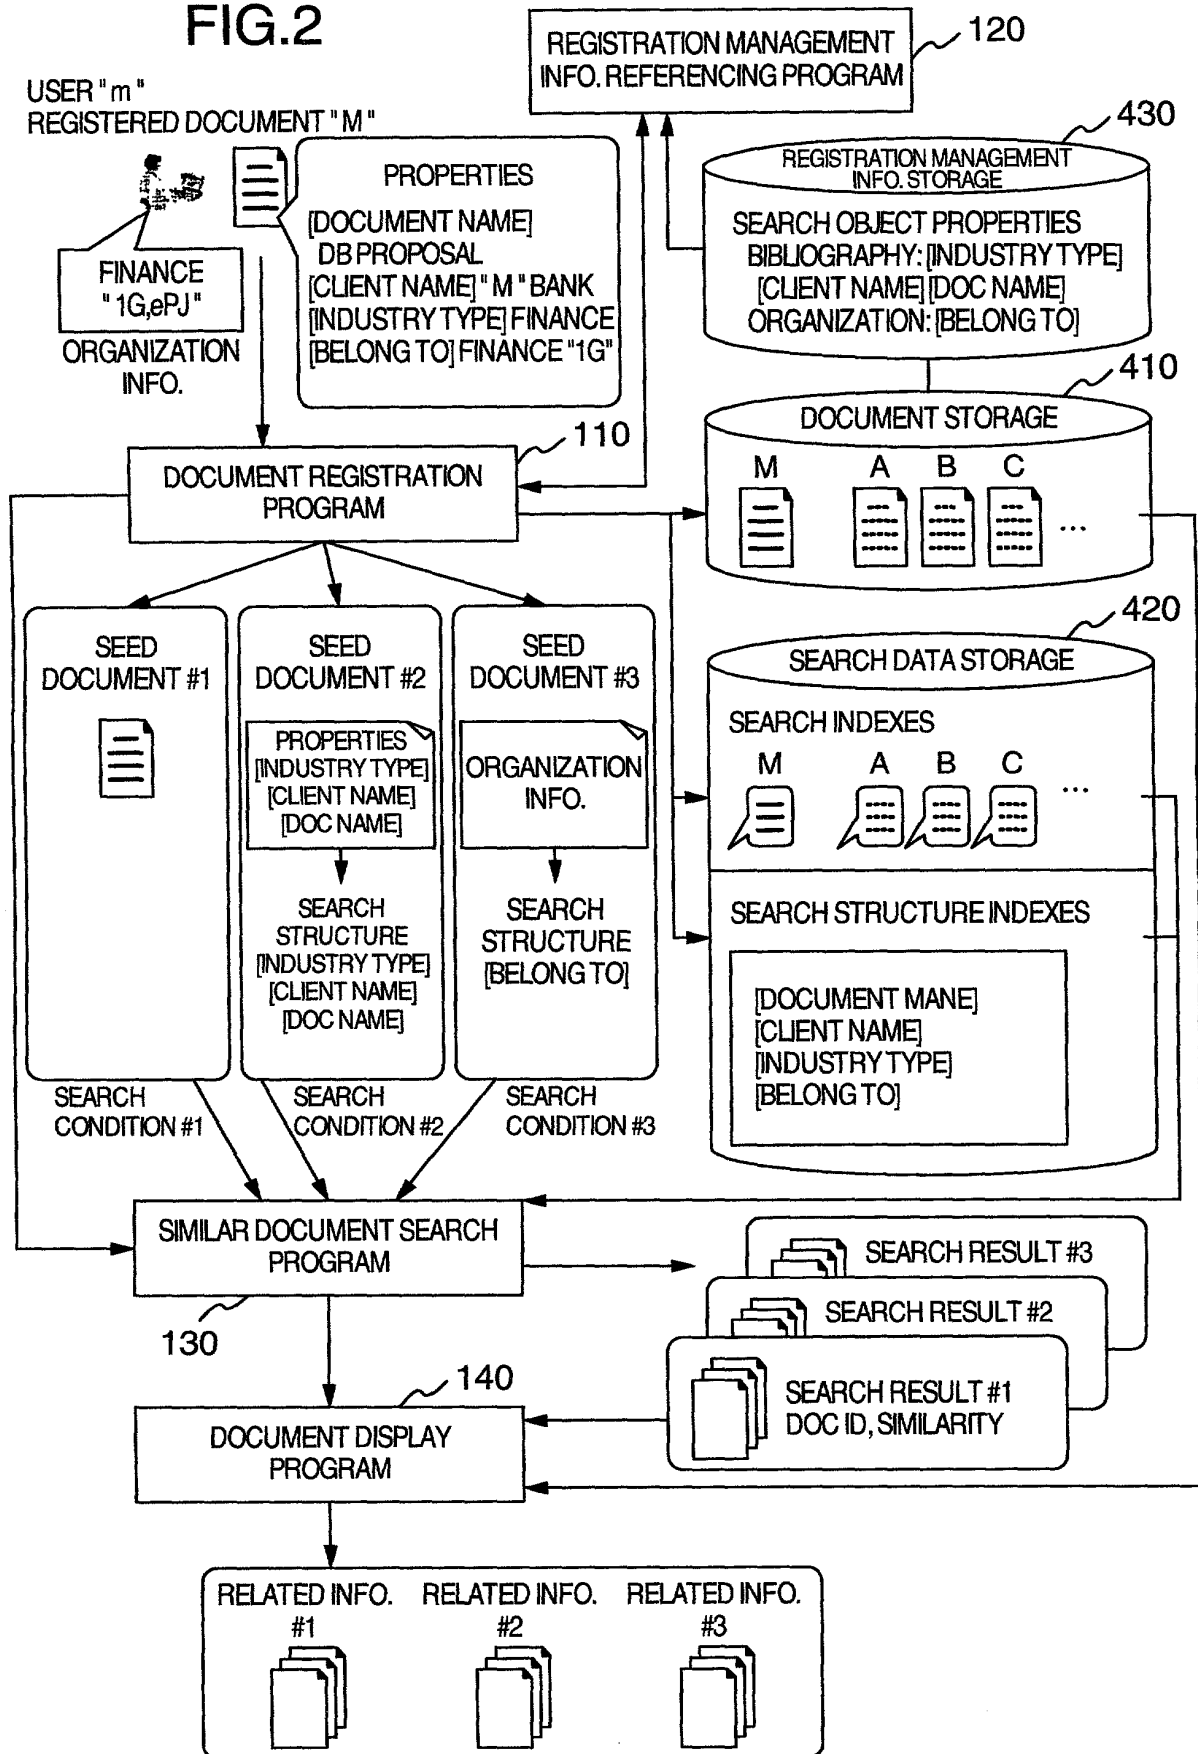 FIG.2
USER "m"
REGISTERED DOCUMENT "M"
FINANCE
"1G,ePJ"
ORGANIZATION
INFO.
PROPERTIES
[DOCUMENT NAME]
DB PROPOSAL
[CLIENT NAME] "M" BANK
[INDUSTRY TYPE] FINANCE
[BELONG TO] FINANCE "1G"
REGISTRATION MANAGEMENT
INFO. REFERENCING PROGRAM
120
430
REGISTRATION MANAGEMENT
INFO. STORAGE
SEARCH OBJECT PROPERTIES
BIBLIOGRAPHY: [INDUSTRY TYPE]
[CLIENT NAME] [DOC NAME]
ORGANIZATION: [BELONG TO]
110
DOCUMENT REGISTRATION
PROGRAM
410
DOCUMENT STORAGE
M A B C ...
SEED
DOCUMENT #1
SEED
DOCUMENT #2
PROPERTIES
[INDUSTRY TYPE]
[CLIENT NAME]
[DOC NAME]
SEARCH
STRUCTURE
[INDUSTRY TYPE]
[CLIENT NAME]
[DOC NAME]
SEED
DOCUMENT #3
ORGANIZATION
INFO.
SEARCH
STRUCTURE
[BELONG TO]
420
SEARCH DATA STORAGE
SEARCH INDEXES
M A B C ...
SEARCH STRUCTURE INDEXES
[DOCUMENT MANE]
[CLIENT NAME]
[INDUSTRY TYPE]
[BELONG TO]
SEARCH
CONDITION #1
SEARCH
CONDITION #2
SEARCH
CONDITION #3
SIMILAR DOCUMENT SEARCH
PROGRAM
130
SEARCH RESULT #3
SEARCH RESULT #2
SEARCH RESULT #1
DOC ID, SIMILARITY
140
DOCUMENT DISPLAY
PROGRAM
RELATED INFO.
#1
RELATED INFO.
#2
RELATED INFO.
#3